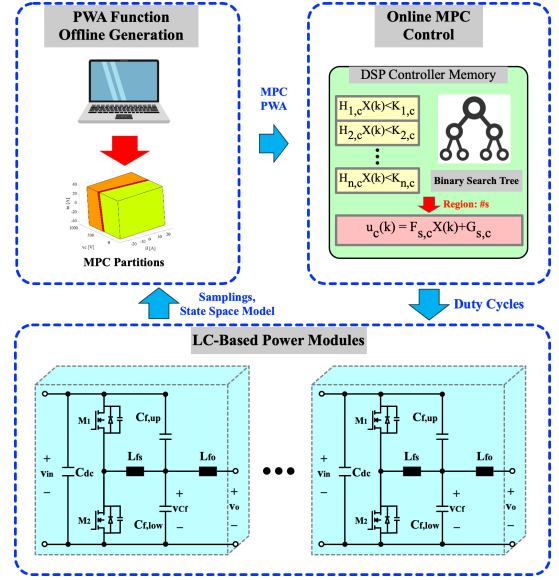 PWA Function
Offline Generation
MPC Partitions
MPC
PWA
Online MPC
Control
DSP Controller Memory
H1,cX(k)<K1,c
H2,cX(k)<K2,c
Hn,cX(k)<Kn,c
Binary Search Tree
Region: #s
uc(k) = Fs,cX(k)+Gs,c
Samplings,
State Space Model
Duty Cycles
LC-Based Power Modules
M1
Cf,up
Lfs
Lfo
+
vin
−
Cdc
M2
Cf,low
+
vCf
−
+
vo
−
M1
Cf,up
Lfs
Lfo
+
vin
−
Cdc
M2
Cf,low
+
vCf
−
+
vo
−